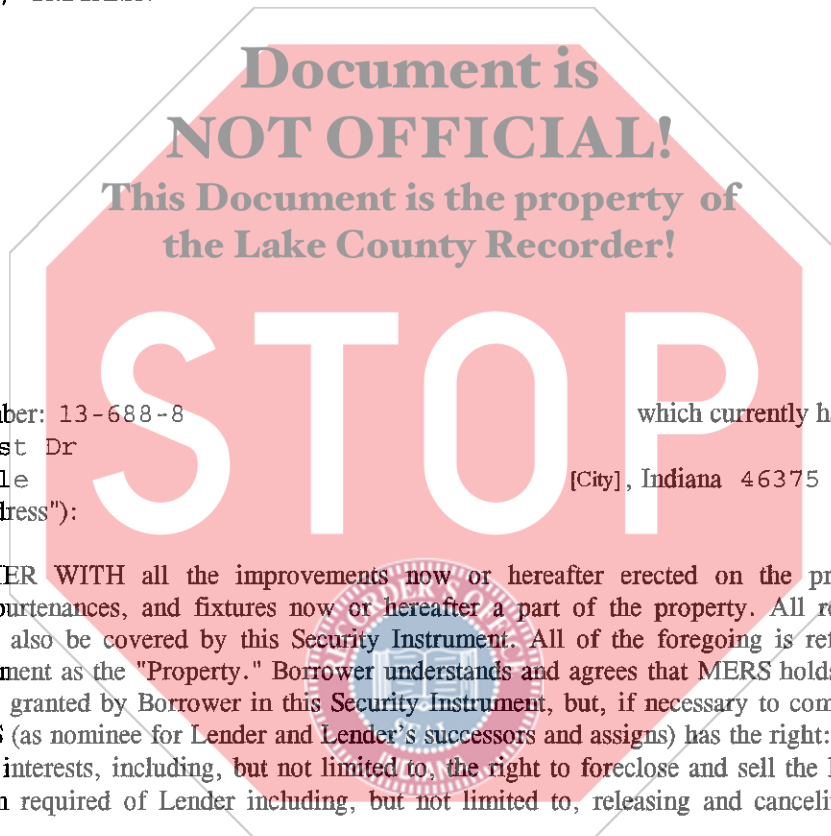 Document is
NOT OFFICIAL!
This Document is the property of
the Lake County Recorder!
STOP
ber: 13-688-8 which currently h
st Dr
le [City], Indiana 46375
dress"):
ER WITH all the improvements now or hereafter erected on the pr
purtenances, and fixtures now or hereafter a part of the property. All re
also be covered by this Security Instrument. All of the foregoing is ref
ment as the "Property." Borrower understands and agrees that MERS holds
granted by Borrower in this Security Instrument, but, if necessary to com
S (as nominee for Lender and Lender's successors and assigns) has the right:
interests, including, but not limited to, the right to foreclose and sell the
n required of Lender including, but not limited to, releasing and cancelin